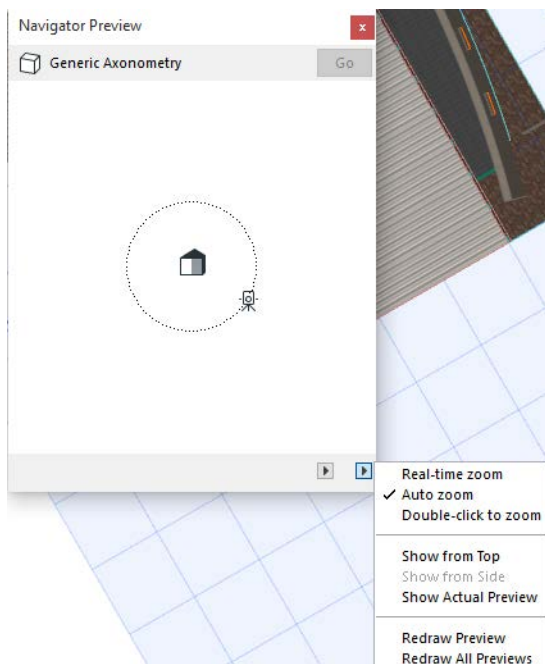 Navigator Preview
Generic Axonometry
Go
Real-time zoom
Auto zoom
Double-click to zoom
Show from Top
Show from Side
Show Actual Preview
Redraw Preview
Redraw All Previews